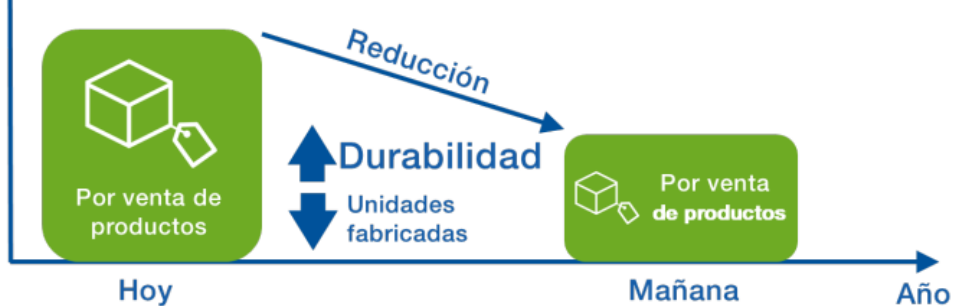 Reducción
Por venta de
productos
Durabilidad
Unidades
fabricadas
Por venta
de productos
Hoy
Mañana
Año